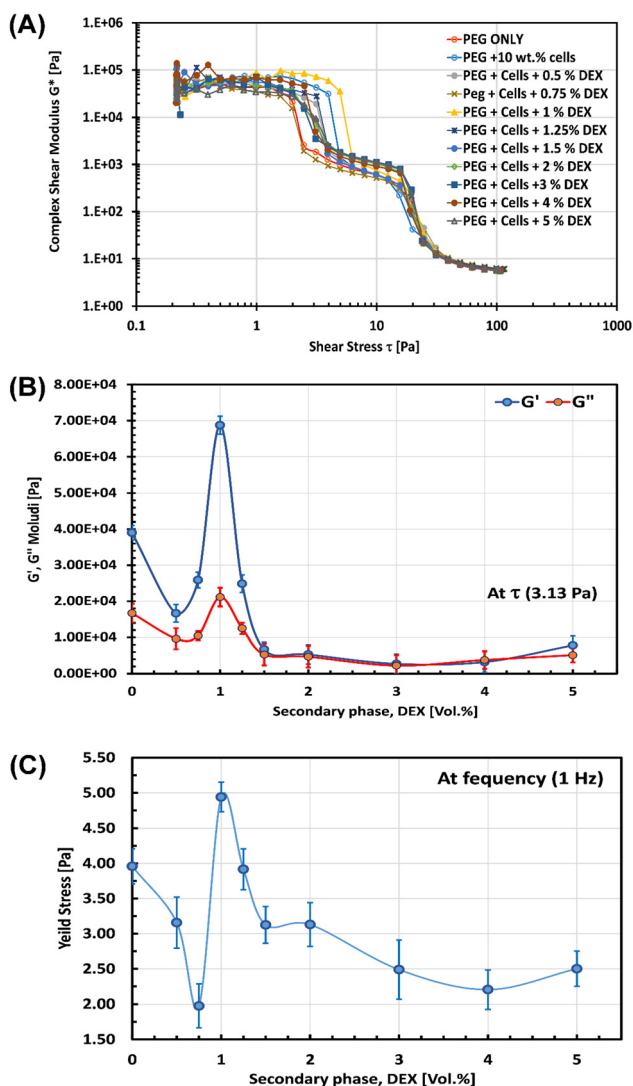 (A)
1.E+06
1.E+05
1.E+04
1.E+03
1.E+02
1.E+01
1.E+00
Complex Shear Modulus G* [Pa]
0.1 1 10 100 1000
Shear Stress τ [Pa]
PEG ONLY
PEG +10 wt.% cells
PEG + Cells + 0.5 % DEX
Peg + Cells + 0.75 % DEX
PEG + Cells + 1 % DEX
PEG + Cells + 1.25% DEX
PEG + Cells + 1.5 % DEX
PEG + Cells + 2 % DEX
PEG + Cells +3 % DEX
PEG + Cells + 4 % DEX
PEG + Cells + 5 % DEX
(B)
8.00E+04
7.00E+04
6.00E+04
5.00E+04
4.00E+04
3.00E+04
2.00E+04
1.00E+04
0.00E+00
G', G" Moludi [Pa]
G' G"
At τ (3.13 Pa)
0 1 2 3 4 5
Secondary phase, DEX [Vol.%]
(C)
5.50
5.00
4.50
4.00
3.50
3.00
2.50
2.00
1.50
Yeild Stress [Pa]
At fequency (1 Hz)
0 1 2 3 4 5
Secondary phase, DEX [Vol.%]